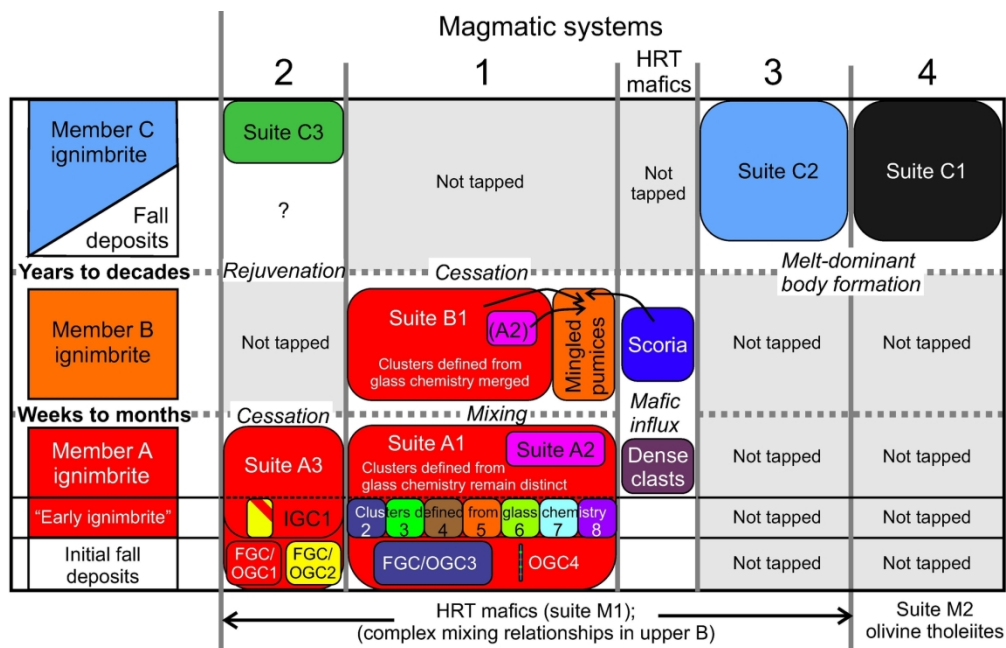 Magmatic systems
2
1
HRT
mafics
3
4
Member C
ignimbrite
Fall
deposits
Suite C3
?
Not tapped
Not
tapped
Suite C2
Suite C1
Years to decades
Rejuvenation
Cessation
Melt-dominant
body formation
Member B
ignimbrite
Not tapped
Suite B1
(A2)
Clusters defined from
glass chemistry merged
Mingled
pumices
Scoria
Not tapped
Not tapped
Weeks to months
Cessation
Mixing
Mafic
influx
Member A
ignimbrite
Suite A3
Suite A1
Suite A2
Clusters defined from
glass chemistry remain distinct
Dense
clasts
Not tapped
Not tapped
"Early ignimbrite"
IGC1
Clusters defined from glass chemistry
2 3 4 5 6 7 8
Not tapped
Not tapped
Initial fall
deposits
FGC/
OGC1
FGC/
OGC2
FGC/OGC3
OGC4
Not tapped
Not tapped
HRT mafics (suite M1);
(complex mixing relationships in upper B)
Suite M2
olivine tholeiites